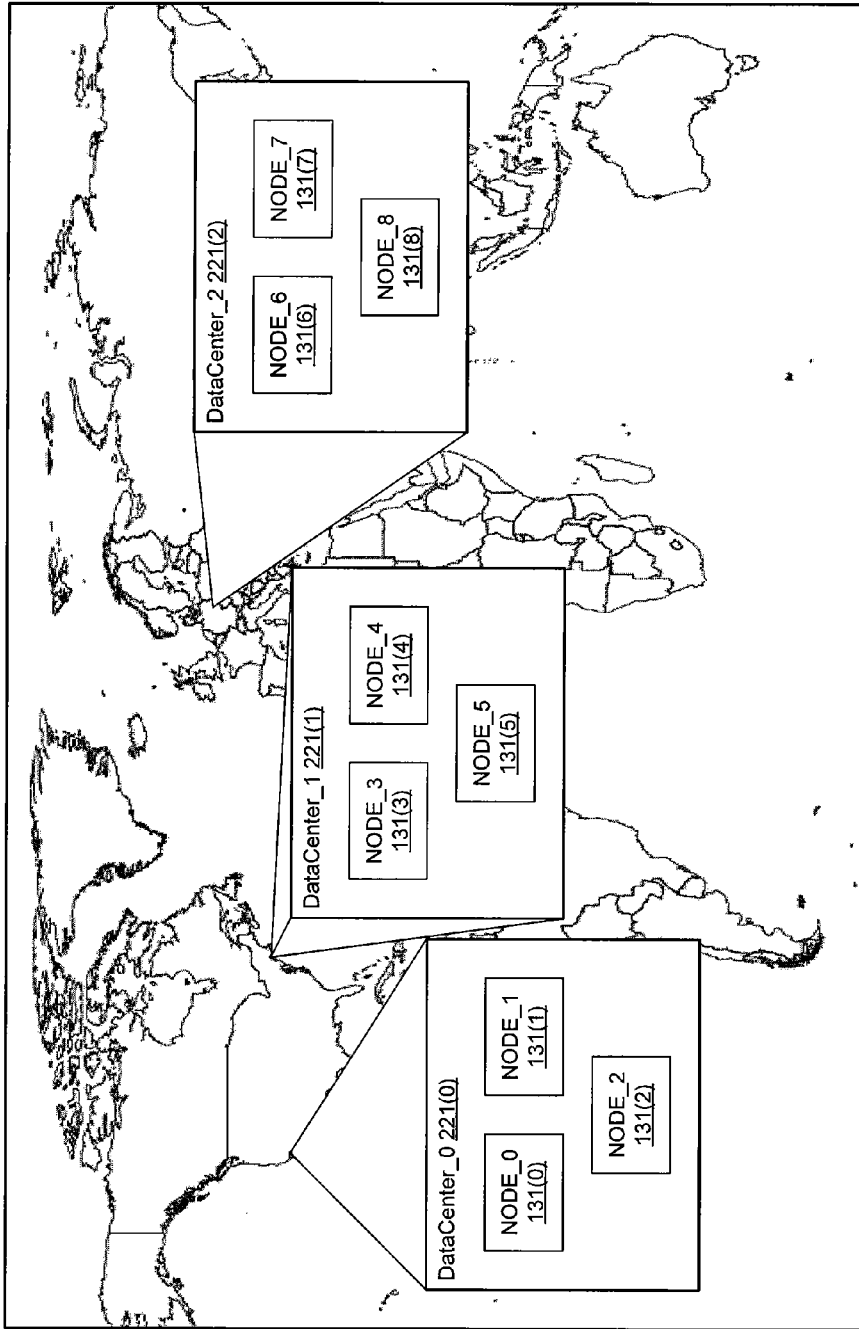 DataCenter_0 221(0)
NODE_0
131(0)
NODE_1
131(1)
NODE_2
131(2)
DataCenter_1 221(1)
NODE_3
131(3)
NODE_4
131(4)
NODE_5
131(5)
DataCenter_2 221(2)
NODE_6
131(6)
NODE_7
131(7)
NODE_8
131(8)